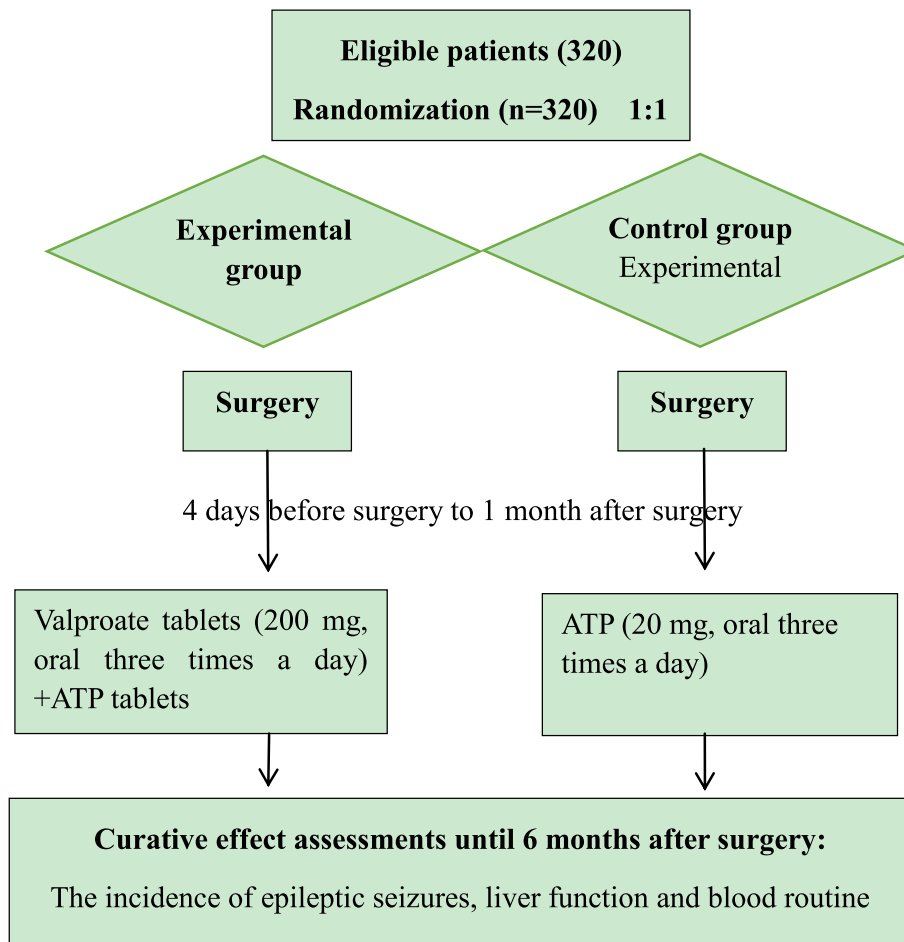 Eligible patients (320)
Randomization (n=320) 1:1
Experimental
group
Control group
Experimental
Surgery
Surgery
4 days before surgery to 1 month after surgery
Valproate tablets (200 mg,
oral three times a day)
+ATP tablets
ATP (20 mg, oral three
times a day)
Curative effect assessments until 6 months after surgery:
The incidence of epileptic seizures, liver function and blood routine